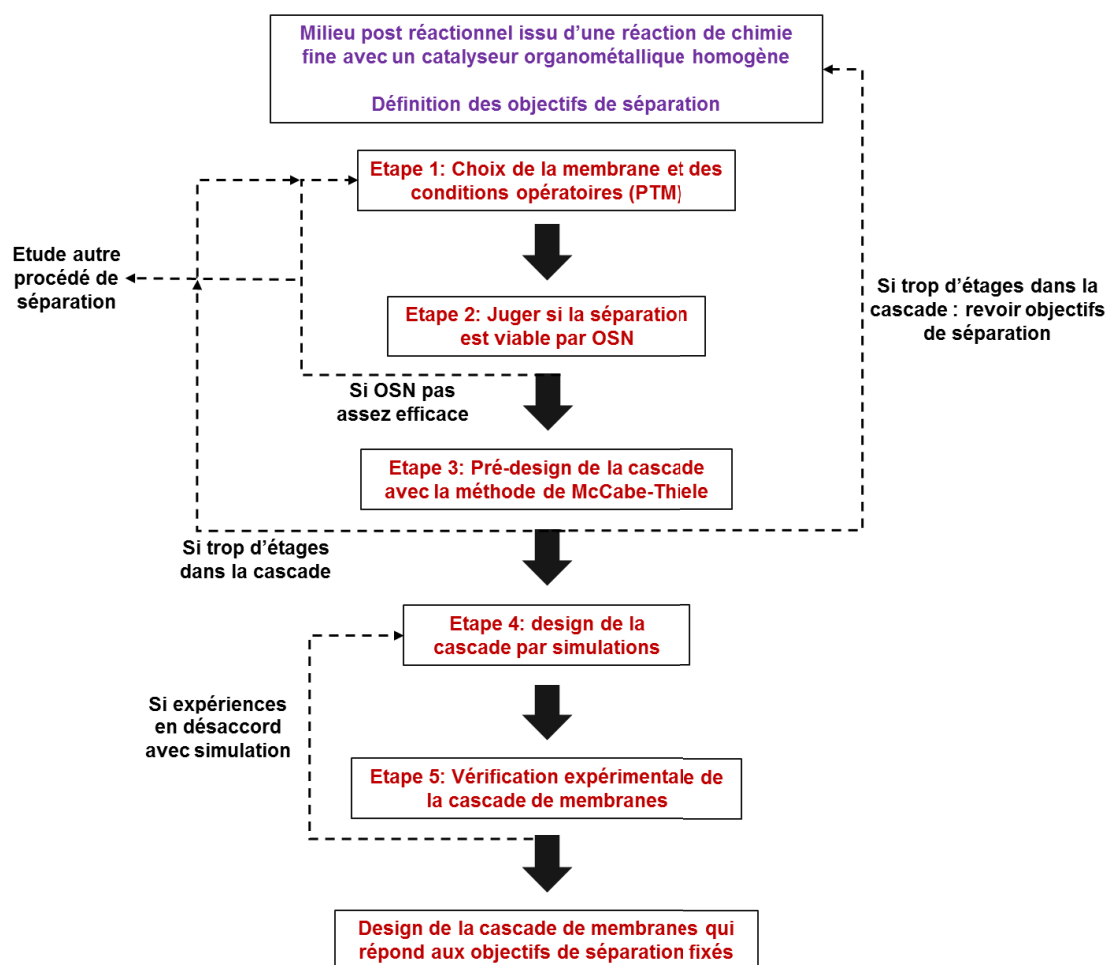 Milieu post réactionnel issu d’une réaction de chimie
fine avec un catalyseur organométallique homogène
Définition des objectifs de séparation
Etape 1: Choix de la membrane et des
conditions opératoires (PTM)
Etude autre
procédé de
séparation
Si trop d’étages dans la
cascade : revoir objectifs
de séparation
Etape 2: Juger si la séparation
est viable par OSN
Si OSN pas
assez efficace
Etape 3: Pré-design de la cascade
avec la méthode de McCabe-Thiele
Si trop d’étages
dans la cascade
Etape 4: design de la
cascade par simulations
Si expériences
en désaccord
avec simulation
Etape 5: Vérification expérimentale de
la cascade de membranes
Design de la cascade de membranes qui
répond aux objectifs de séparation fixés